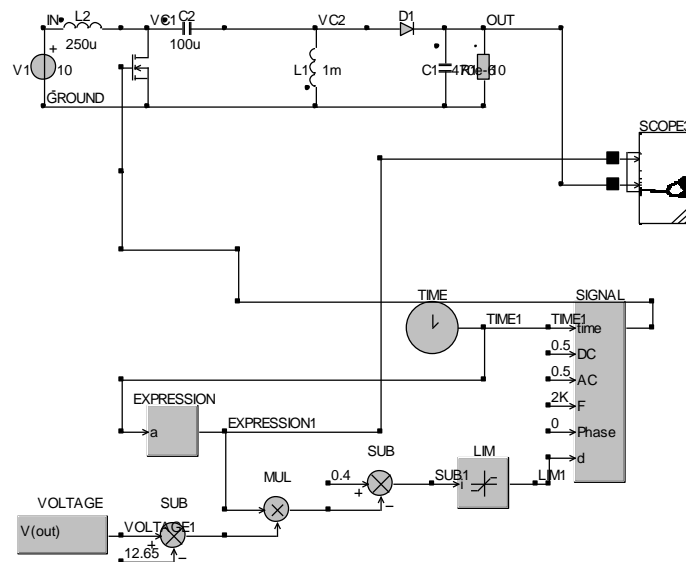 IN L2 VC1 C2 VC2 D1 OUT
250u 100u
V1 + 10 L1 1m C1
GROUND
SCOPE3
TIME SIGNAL
TIME1 TIME1 time
0.5 DC
0.5 AC
EXPRESSION 2K F
a EXPRESSION1 0 Phase
SUB LIM d
0.4 SUB1 LIM1
MUL + −
VOLTAGE SUB
V(out) VOLTAGE1
+
12.65 −